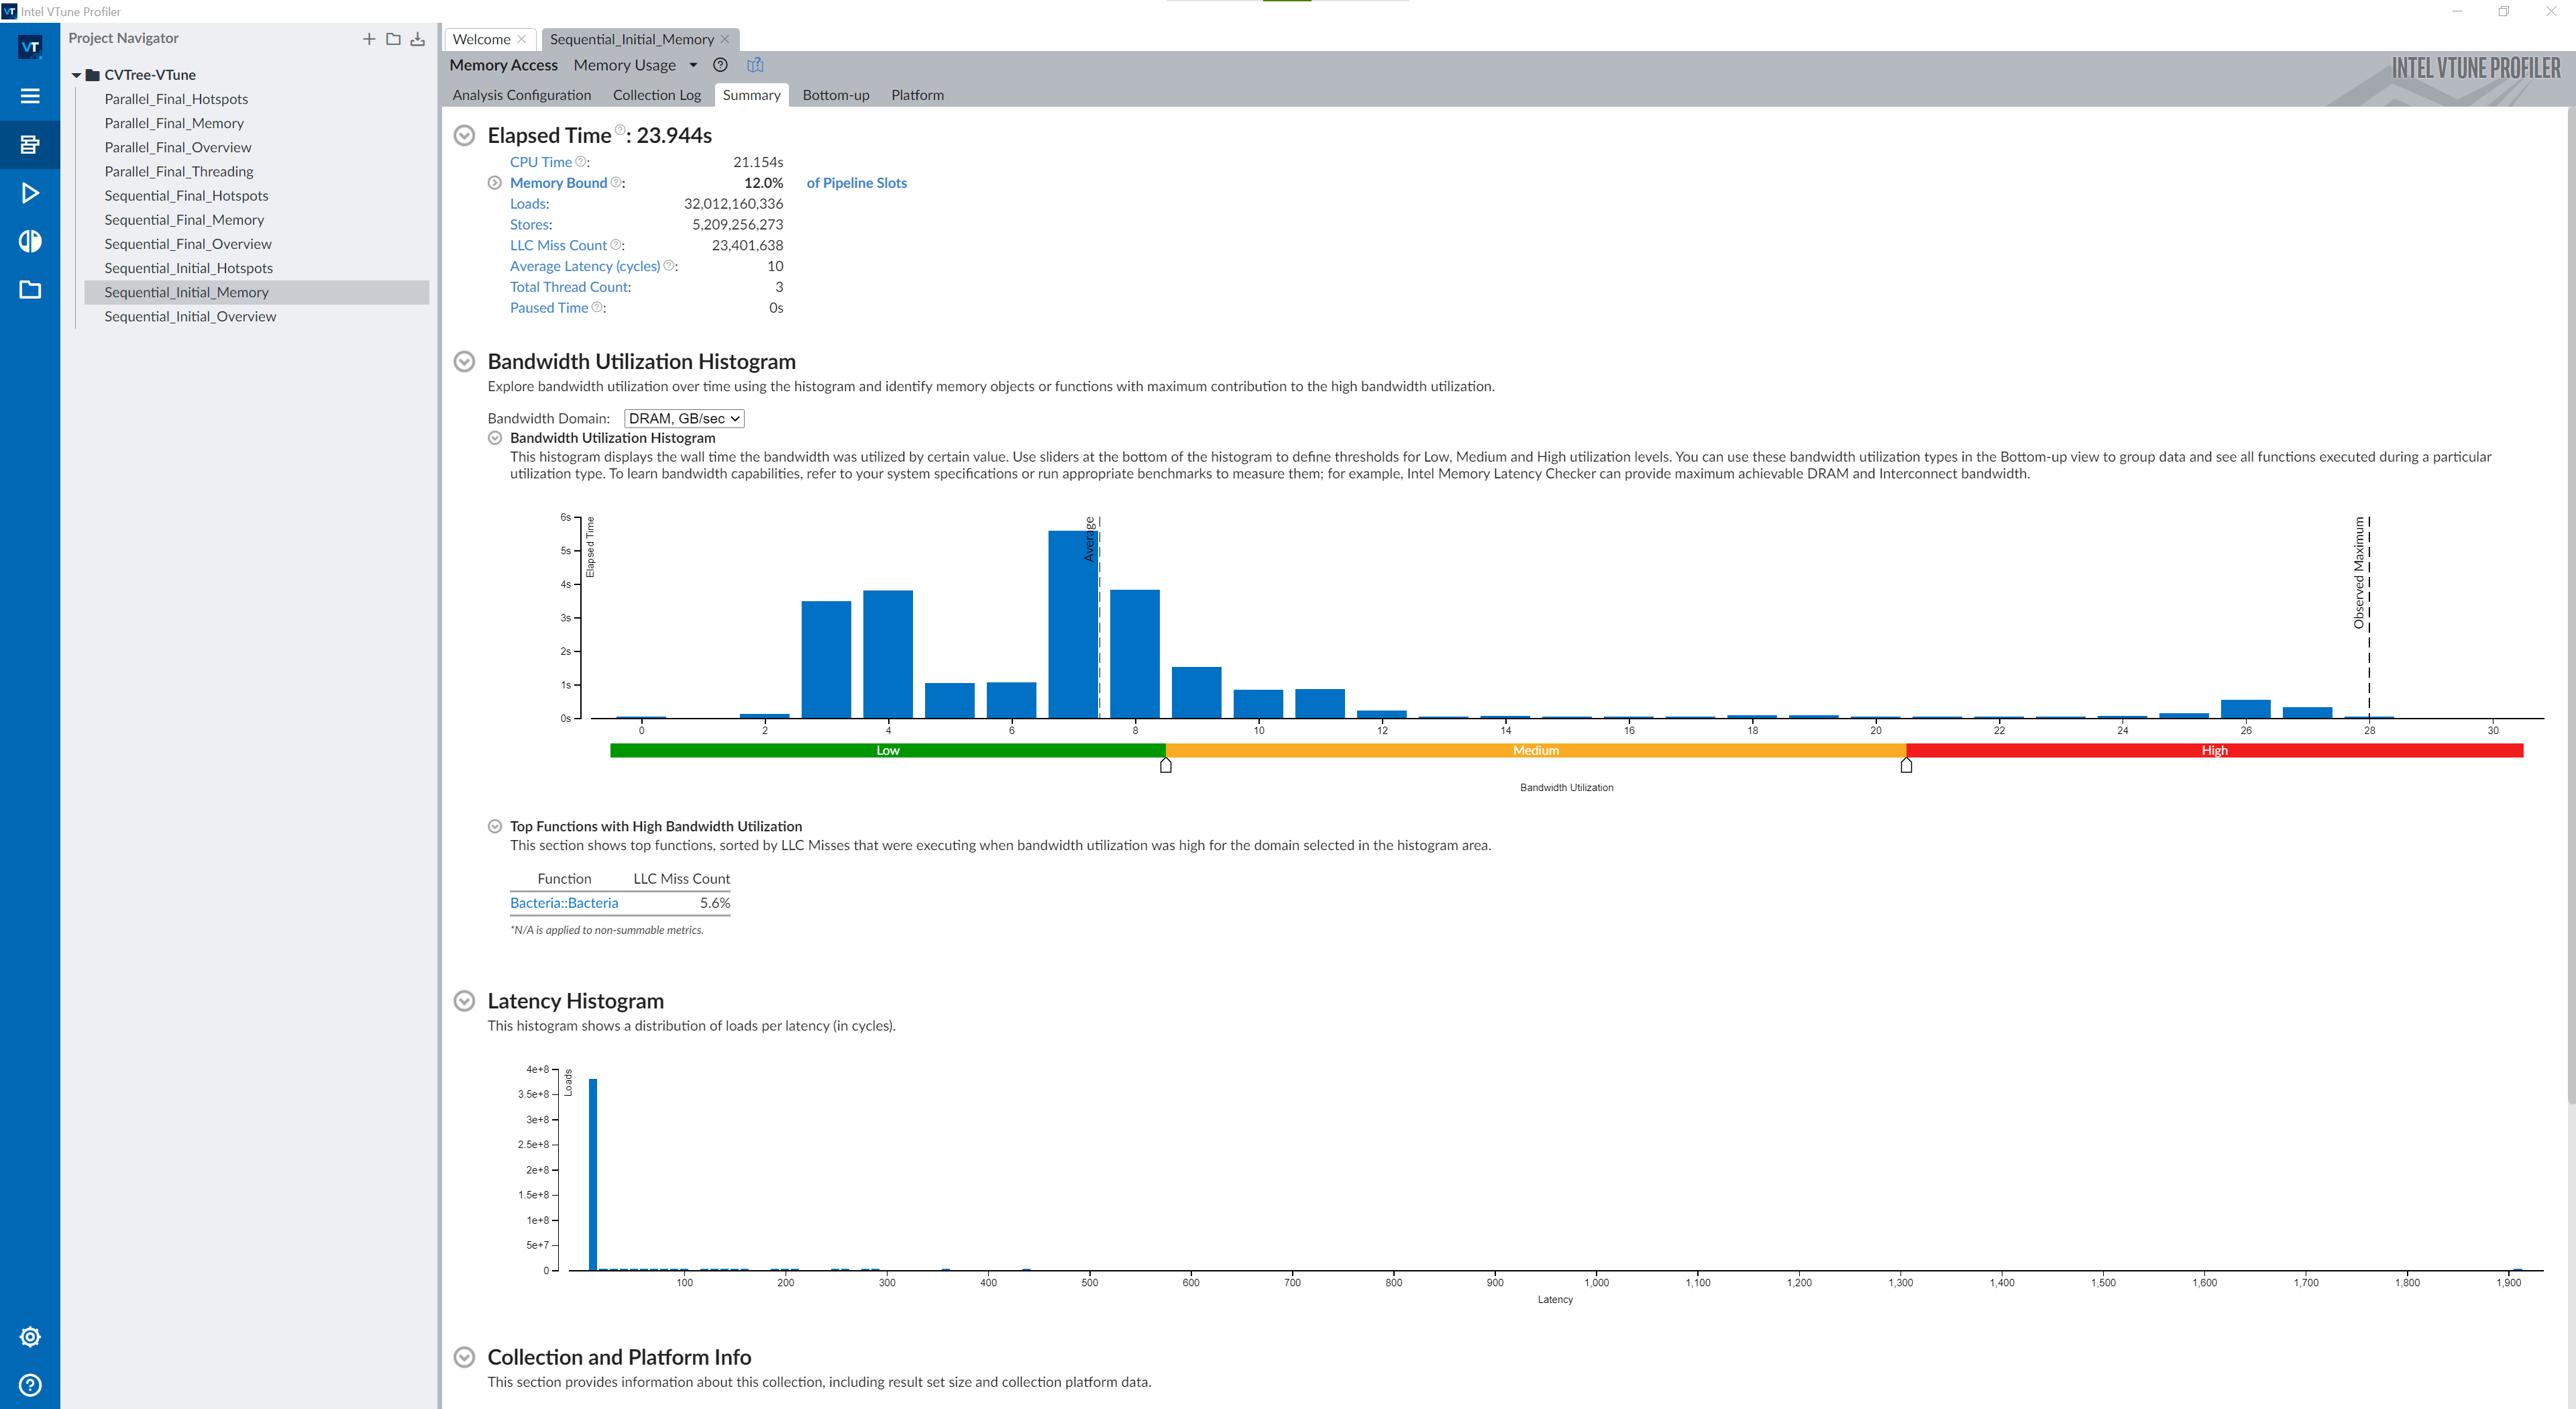 VT Intel VTune Profiler
VT
Project Navigator
CVTree-VTune
Parallel_Final_Hotspots
Parallel_Final_Memory
Parallel_Final_Overview
Parallel_Final_Threading
Sequential_Final_Hotspots
Sequential_Final_Memory
Sequential_Final_Overview
Sequential_Initial_Hotspots
Sequential_Initial_Memory
Sequential_Initial_Overview
Welcome Sequential_Initial_Memory
Memory Access Memory Usage
INTEL VTUNE PROFILER
Analysis Configuration Collection Log Summary Bottom-up Platform
Elapsed Time: 23.944s
CPU Time: 21.154s
Memory Bound: 12.0% of Pipeline Slots
Loads: 32,012,160,336
Stores: 5,209,256,273
LLC Miss Count: 23,401,638
Average Latency (cycles): 10
Total Thread Count: 3
Paused Time: 0s
Bandwidth Utilization Histogram
Explore bandwidth utilization over time using the histogram and identify memory objects or functions with maximum contribution to the high bandwidth utilization.
Bandwidth Domain: DRAM, GB/sec
Bandwidth Utilization Histogram
This histogram displays the wall time the bandwidth was utilized by certain value. Use sliders at the bottom of the histogram to define thresholds for Low, Medium and High utilization levels. You can use these bandwidth utilization types in the Bottom-up view to group data and see all functions executed during a particular
utilization type. To learn bandwidth capabilities, refer to your system specifications or run appropriate benchmarks to measure them; for example, Intel Memory Latency Checker can provide maximum achievable DRAM and Interconnect bandwidth.
6s
5s
4s
3s
2s
1s
0s
Elapsed Time
Average
Observed Maximum
0 2 4 6 8 10 12 14 16 18 20 22 24 26 28 30
Low Medium High
Bandwidth Utilization
Top Functions with High Bandwidth Utilization
This section shows top functions, sorted by LLC Misses that were executing when bandwidth utilization was high for the domain selected in the histogram area.
Function LLC Miss Count
Bacteria::Bacteria 5.6%
*N/A is applied to non-summable metrics.
Latency Histogram
This histogram shows a distribution of loads per latency (in cycles).
4e+8
3.5e+8
3e+8
2.5e+8
2e+8
1.5e+8
1e+8
5e+7
0
Loads
100 200 300 400 500 600 700 800 900 1,000 1,100 1,200 1,300 1,400 1,500 1,600 1,700 1,800 1,900
Latency
Collection and Platform Info
This section provides information about this collection, including result set size and collection platform data.